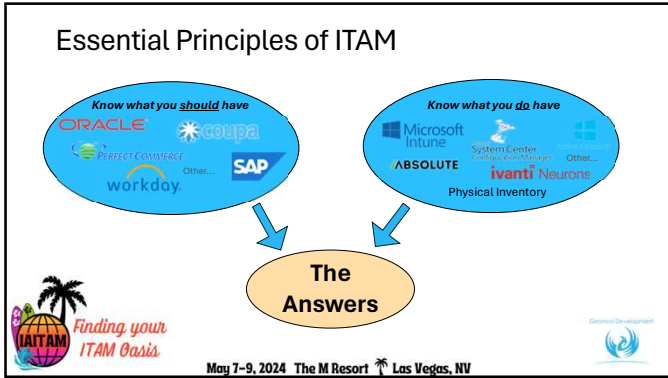 Essential Principles of ITAM
Know what you should have
ORACLE
coupa
PERFECT COMMERCE
Other...
SAP
workday.
Know what you do have
Microsoft
Intune
System Center
Configuration Manager
Other...
ABSOLUTE
ivanti Neurons
Physical Inventory
The
Answers
IAITAM
Finding your
ITAM Oasis
May 7-9, 2024 The M Resort Las Vegas, NV
Development